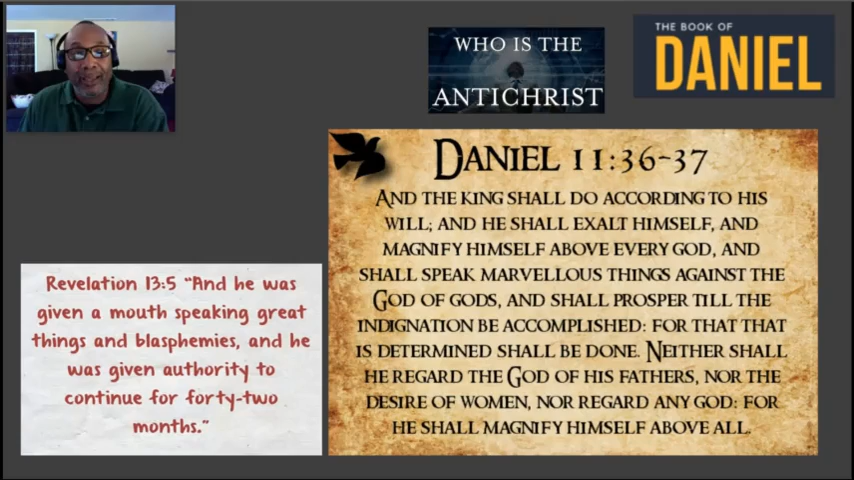 WHO IS THE
ANTICHRIST
THE BOOK OF
DANIEL
DANIEL 11:36-37
AND THE KING SHALL DO ACCORDING TO HIS
WILL; AND HE SHALL EXALT HIMSELF, AND
MAGNIFY HIMSELF ABOVE EVERY GOD, AND
SHALL SPEAK MARVELLOUS THINGS AGAINST THE
GOD OF GODS, AND SHALL PROSPER TILL THE
INDIGNATION BE ACCOMPLISHED: FOR THAT THAT
IS DETERMINED SHALL BE DONE. NEITHER SHALL
HE REGARD THE GOD OF HIS FATHERS, NOR THE
DESIRE OF WOMEN, NOR REGARD ANY GOD: FOR
HE SHALL MAGNIFY HIMSELF ABOVE ALL.
Revelation 13:5 "And he was
given a mouth speaking great
things and blasphemies, and he
was given authority to
continue for forty-two
months."